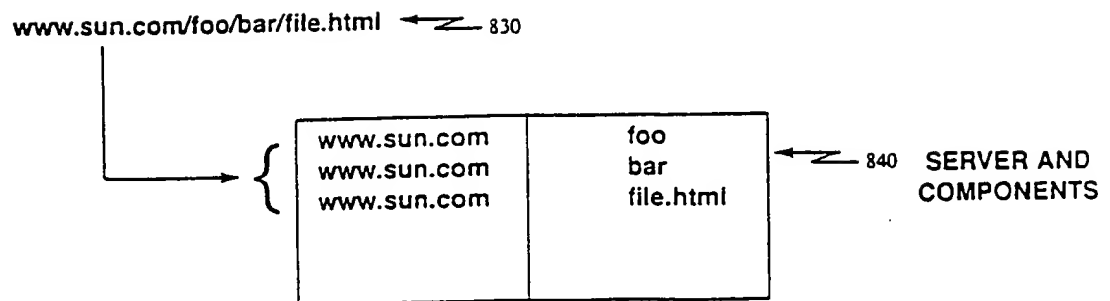 www.sun.com/foo/bar/file.html 830
www.sun.com foo
www.sun.com bar
www.sun.com file.html
840 SERVER AND
COMPONENTS